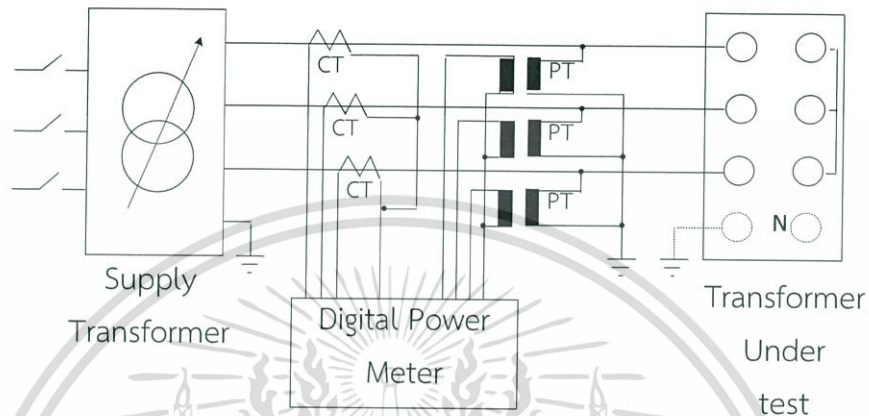 CT
PT
CT
PT
CT
PT
N
Supply
Transformer
Digital Power
Meter
Transformer
Under
test